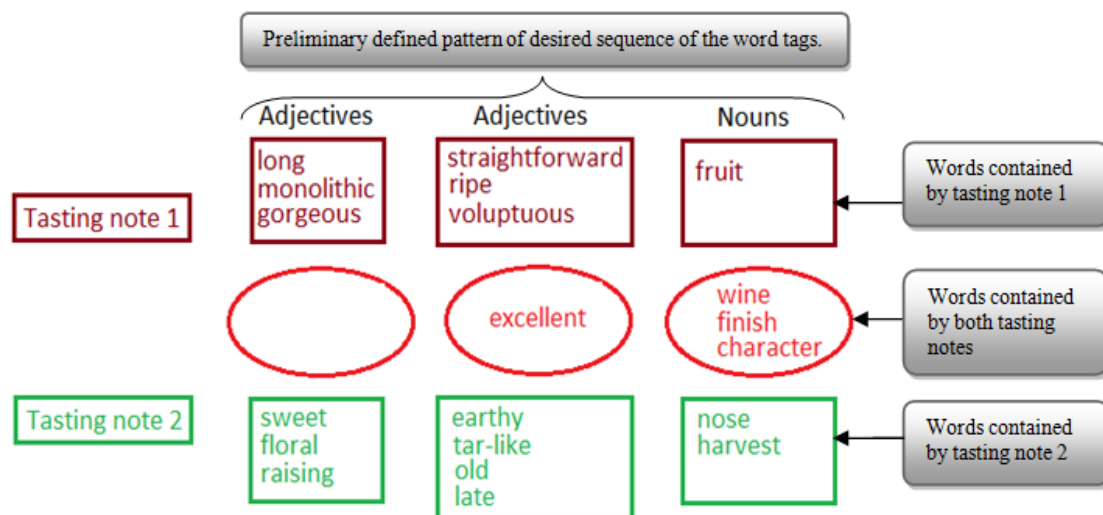 Preliminary defined pattern of desired sequence of the word tags.
Adjectives
Adjectives
Nouns
Tasting note 1
long
monolithic
gorgeous
straightforward
ripe
voluptuous
fruit
Words contained
by tasting note 1
excellent
wine
finish
character
Words contained
by both tasting
notes
Tasting note 2
sweet
floral
raising
earthy
tar-like
old
late
nose
harvest
Words contained
by tasting note 2